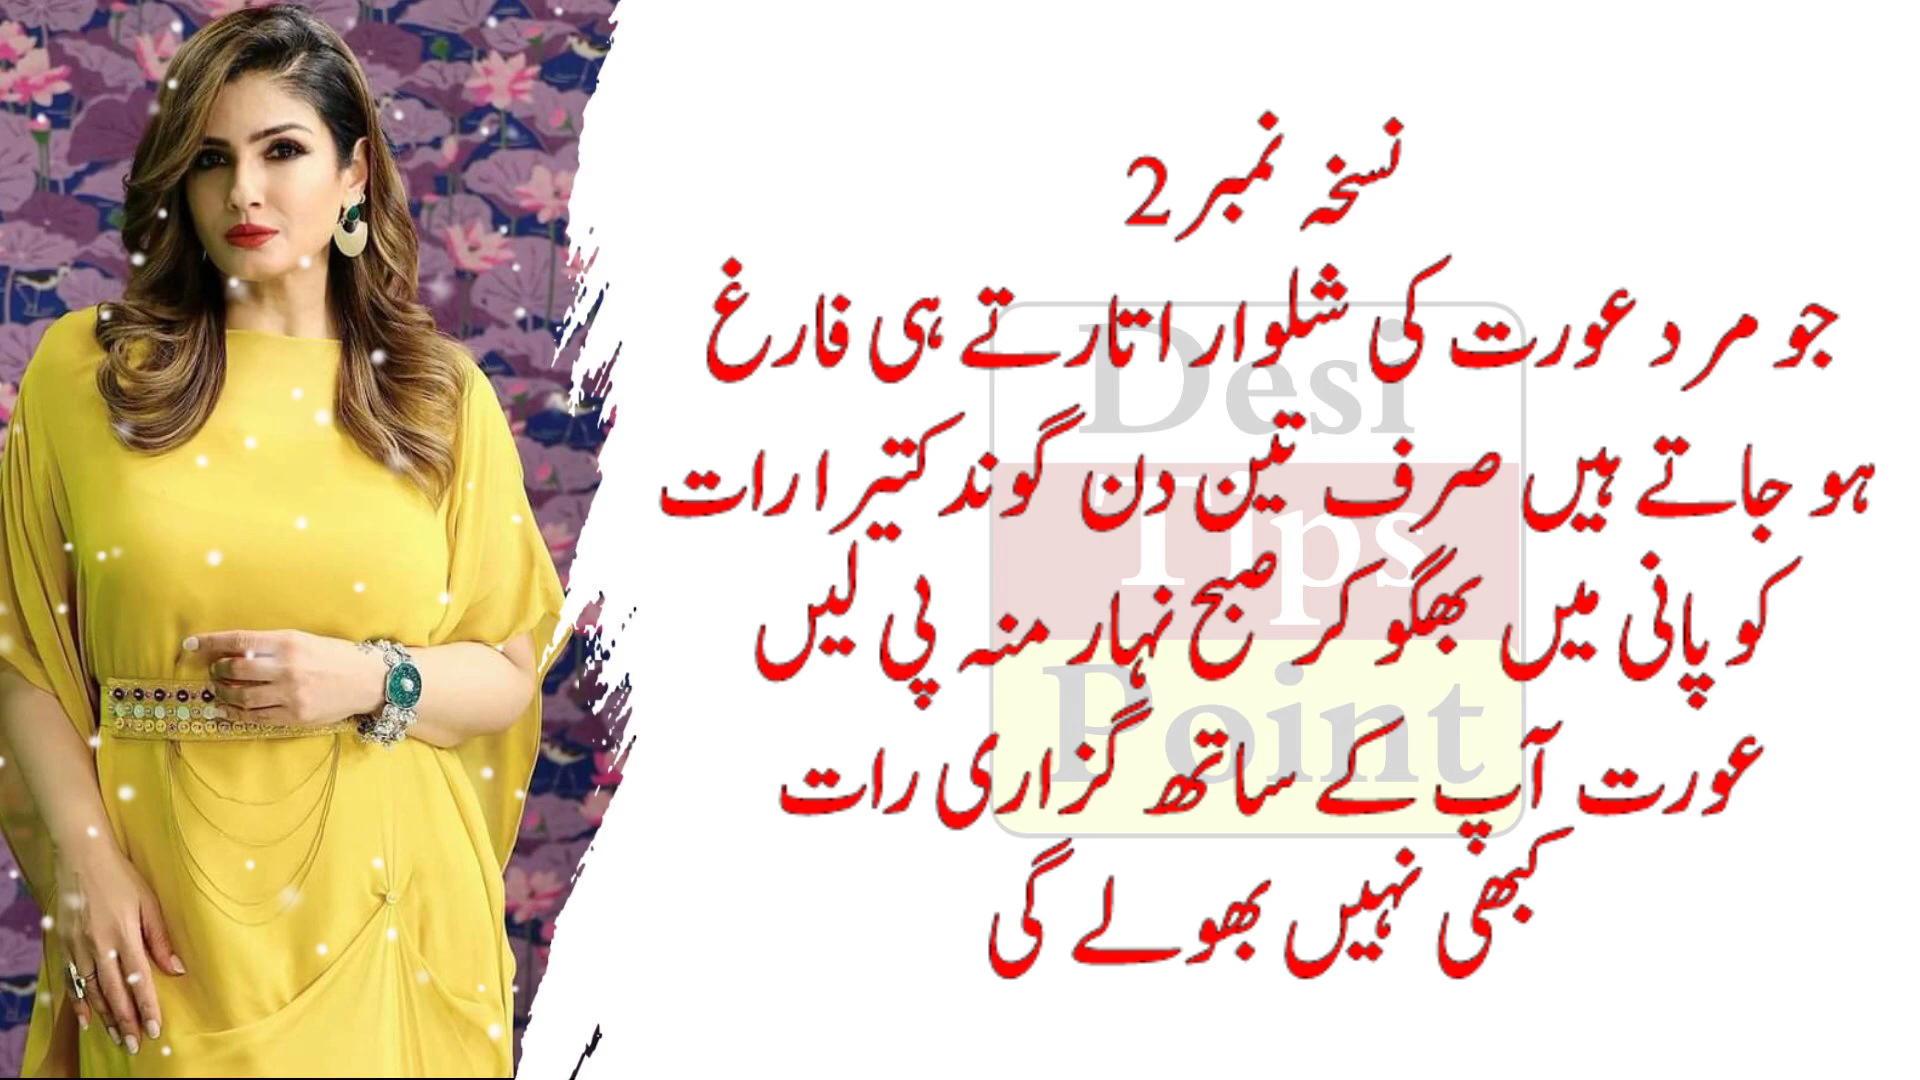 نسخہ نمبر 2
جو مرد عورت کی شلوار اتارتے ہی فارغ
ہو جاتے ہیں صرف تین دن گوند کتیرا رات
کو پانی میں بھگو کر صبح نہار منہ پی لیں
عورت آپ کے ساتھ گزاری رات
کبھی نہیں بھولے گی
Desi
Tips
Point